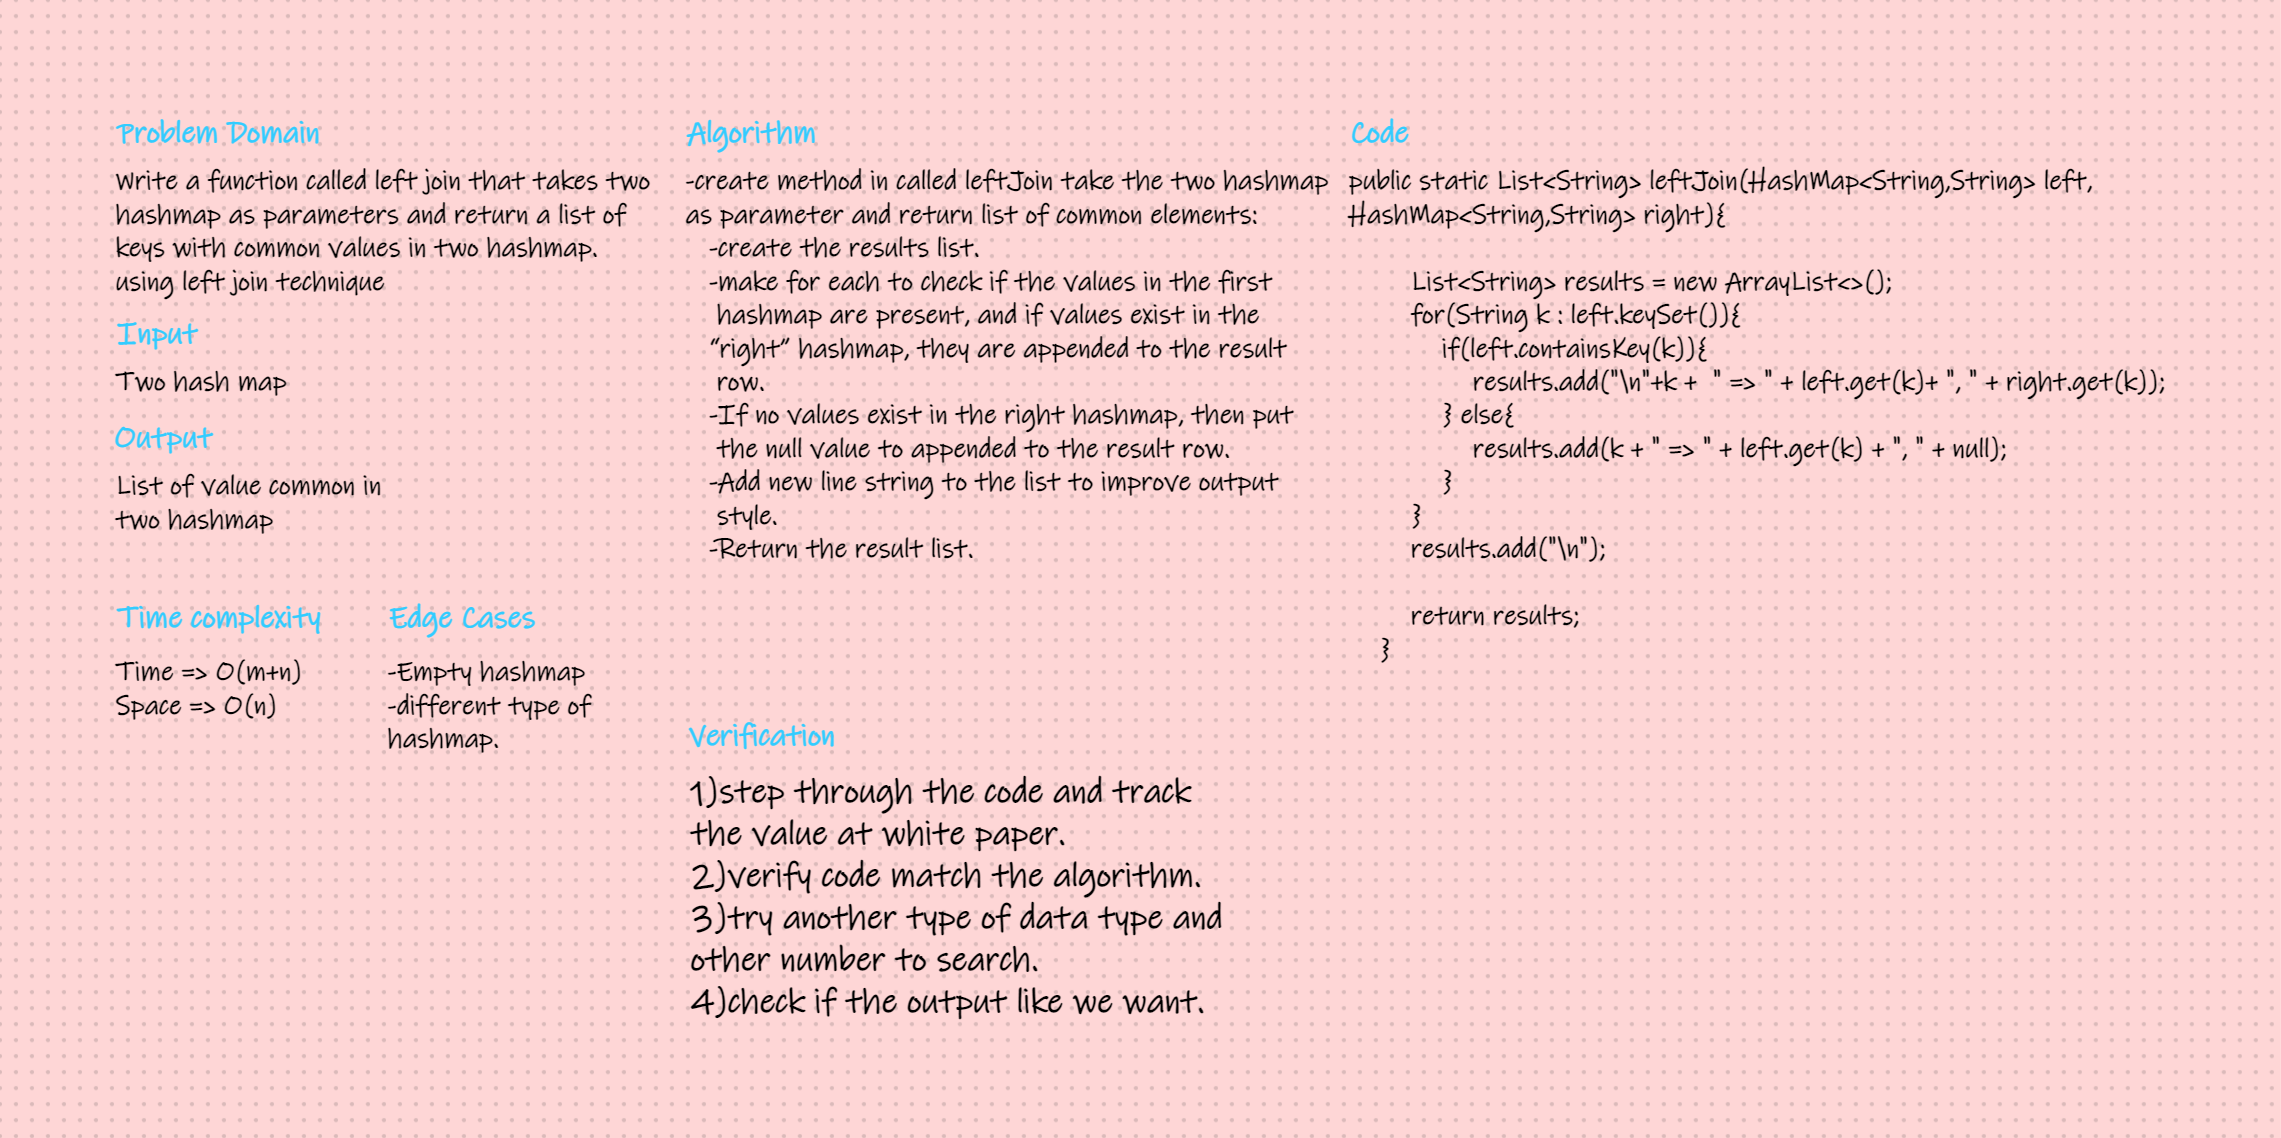 Problem Domain
Write a function called left join that takes two
hashmap as parameters and return a list of
keys with common values in two hashmap.
using left join technique
Input
Two hash map
Output
List of value common in
two hashmap
Time complexity
Time => O(m+n)
Space => O(n)
Edge Cases
-Empty hashmap
-different type of
hashmap.
Algorithm
-create method in called leftJoin take the two hashmap
as parameter and return list of common elements:
-create the results list.
-make for each to check if the values in the first
hashmap are present, and if values exist in the
“right” hashmap, they are appended to the result
row.
-If no values exist in the right hashmap, then put
the null value to appended to the result row.
-Add new line string to the list to improve output
style.
-Return the result list.
Verification
1)step through the code and track
the value at white paper.
2)verify code match the algorithm.
3)try another type of data type and
other number to search.
4)check if the output like we want.
Code
public static List<String> leftJoin(HashMap<String,String> left,
HashMap<String,String> right){
List<String> results = new ArrayList<>();
for(String k : left.keySet()){
if(left.containsKey(k)){
results.add("\n"+k +  " => " + left.get(k)+ ", " + right.get(k));
} else{
results.add(k + " => " + left.get(k) + ", " + null);
}
}
results.add("\n");
return results;
}